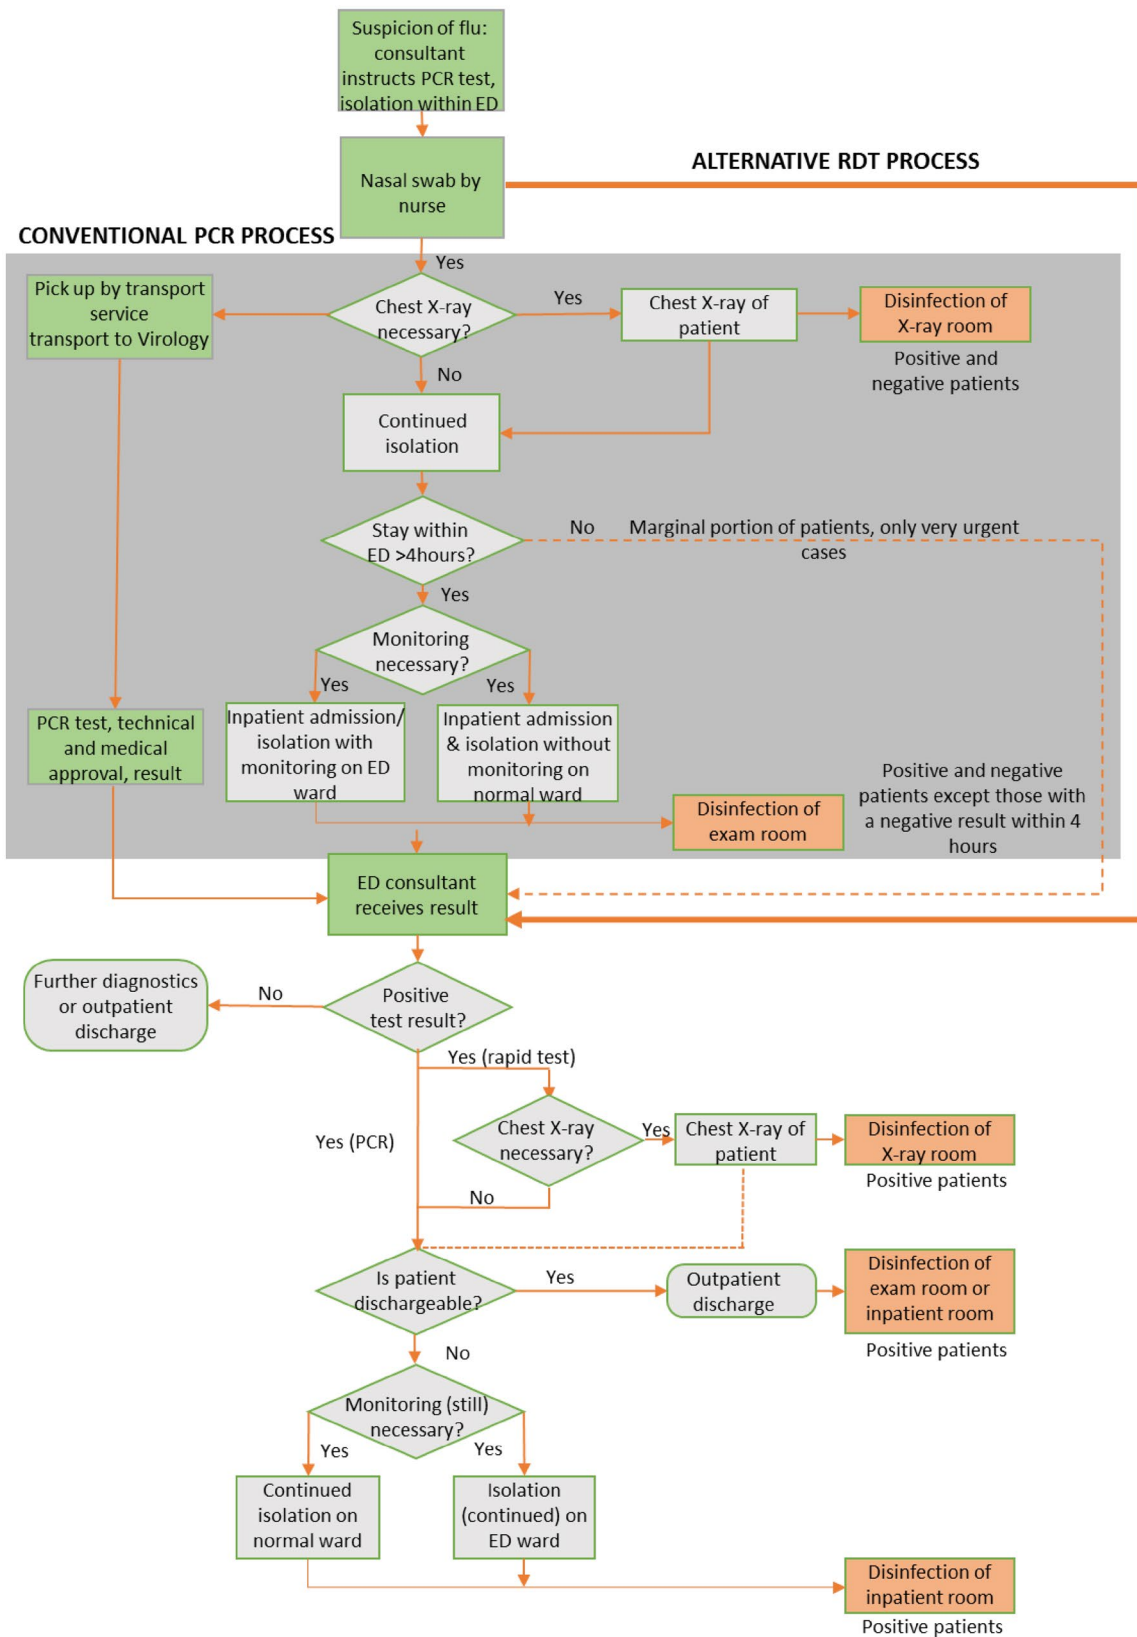 Suspicion of flu:
consultant
instructs PCR test,
isolation within ED
ALTERNATIVE RDT PROCESS
Nasal swab by
nurse
CONVENTIONAL PCR PROCESS
Yes
Pick up by transport
service
transport to Virology
Chest X-ray
necessary?
Yes
Chest X-ray of
patient
Disinfection of
X-ray room
Positive and
negative patients
No
Continued
isolation
Stay within
ED >4hours?
No
Marginal portion of patients, only very urgent
cases
Yes
Monitoring
necessary?
Yes
Yes
PCR test, technical
and medical
approval, result
Inpatient admission/
isolation with
monitoring on ED
ward
Inpatient admission
& isolation without
monitoring on
normal ward
Disinfection of
exam room
Positive and negative
patients except those with
a negative result within 4
hours
ED consultant
receives result
Further diagnostics
or outpatient
discharge
No
Positive
test result?
Yes (rapid test)
Yes (PCR)
Chest X-ray
necessary?
Yes
Chest X-ray of
patient
Disinfection of
X-ray room
Positive patients
No
Is patient
dischargeable?
Yes
Outpatient
discharge
Disinfection of
exam room or
inpatient room
Positive patients
No
Monitoring (still)
necessary?
Yes
Yes
Continued
isolation on
normal ward
Isolation
(continued) on
ED ward
Disinfection of
inpatient room
Positive patients